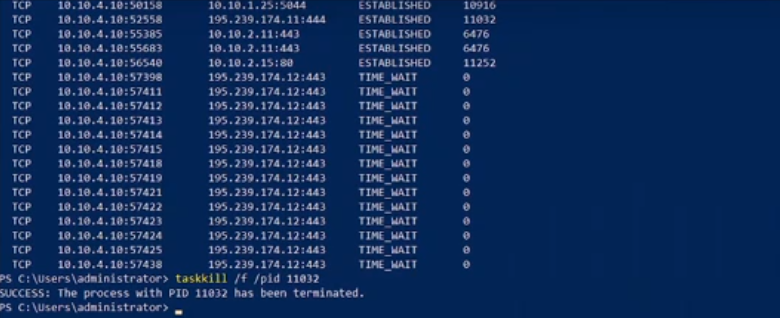 TCP 10.10.4.10:50158 10.10.1.25:5044 ESTABLISHED 10916
TCP 10.10.4.10:52558 195.239.174.11:444 ESTABLISHED 11032
TCP 10.10.4.10:55385 10.10.2.11:443 ESTABLISHED 6476
TCP 10.10.4.10:55683 10.10.2.11:443 ESTABLISHED 6476
TCP 10.10.4.10:56540 10.10.2.15:80 ESTABLISHED 11252
TCP 10.10.4.10:57398 195.239.174.12:443 TIME_WAIT 0
TCP 10.10.4.10:57411 195.239.174.12:443 TIME_WAIT 0
TCP 10.10.4.10:57412 195.239.174.12:443 TIME_WAIT 0
TCP 10.10.4.10:57413 195.239.174.12:443 TIME_WAIT 0
TCP 10.10.4.10:57414 195.239.174.12:443 TIME_WAIT 0
TCP 10.10.4.10:57415 195.239.174.12:443 TIME_WAIT 0
TCP 10.10.4.10:57418 195.239.174.12:443 TIME_WAIT 0
TCP 10.10.4.10:57419 195.239.174.12:443 TIME_WAIT 0
TCP 10.10.4.10:57421 195.239.174.12:443 TIME_WAIT 0
TCP 10.10.4.10:57422 195.239.174.12:443 TIME_WAIT 0
TCP 10.10.4.10:57423 195.239.174.12:443 TIME_WAIT 0
TCP 10.10.4.10:57424 195.239.174.12:443 TIME_WAIT 0
TCP 10.10.4.10:57425 195.239.174.12:443 TIME_WAIT 0
TCP 10.10.4.10:57438 195.239.174.12:443 TIME_WAIT 0
PS C:\Users\administrator> taskkill /f /pid 11032
SUCCESS: The process with PID 11032 has been terminated.
PS C:\Users\administrator>